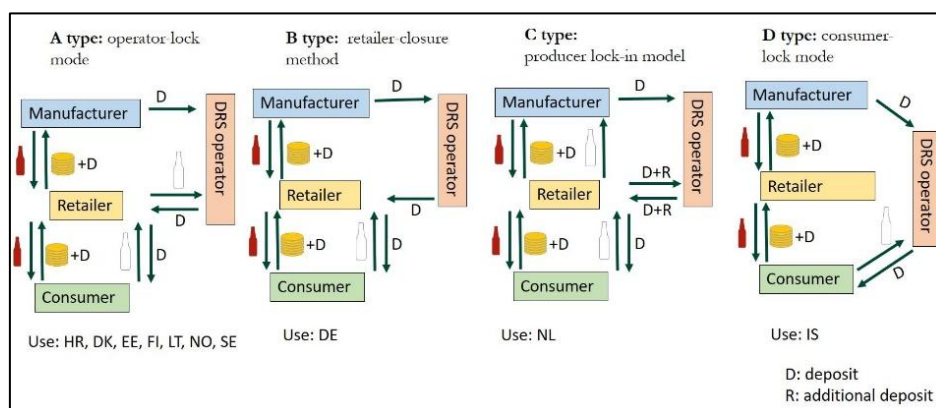 A type: operator-lock
mode
Manufacturer
D
DRS operator
+D
Retailer
D
+D
D
Consumer
Use: HR, DK, EE, FI, LT, NO, SE
B type: retailer-closure
method
Manufacturer
D
DRS operator
+D
Retailer
D
+D
D
Consumer
Use: DE
C type:
producer lock-in model
Manufacturer
D
DRS operator
+D
Retailer
D+R
D+R
+D
D
Consumer
Use: NL
D type: consumer-
lock mode
Manufacturer
D
DRS operator
+D
Retailer
+D
Consumer
D
Use: IS
D: deposit
R: additional deposit